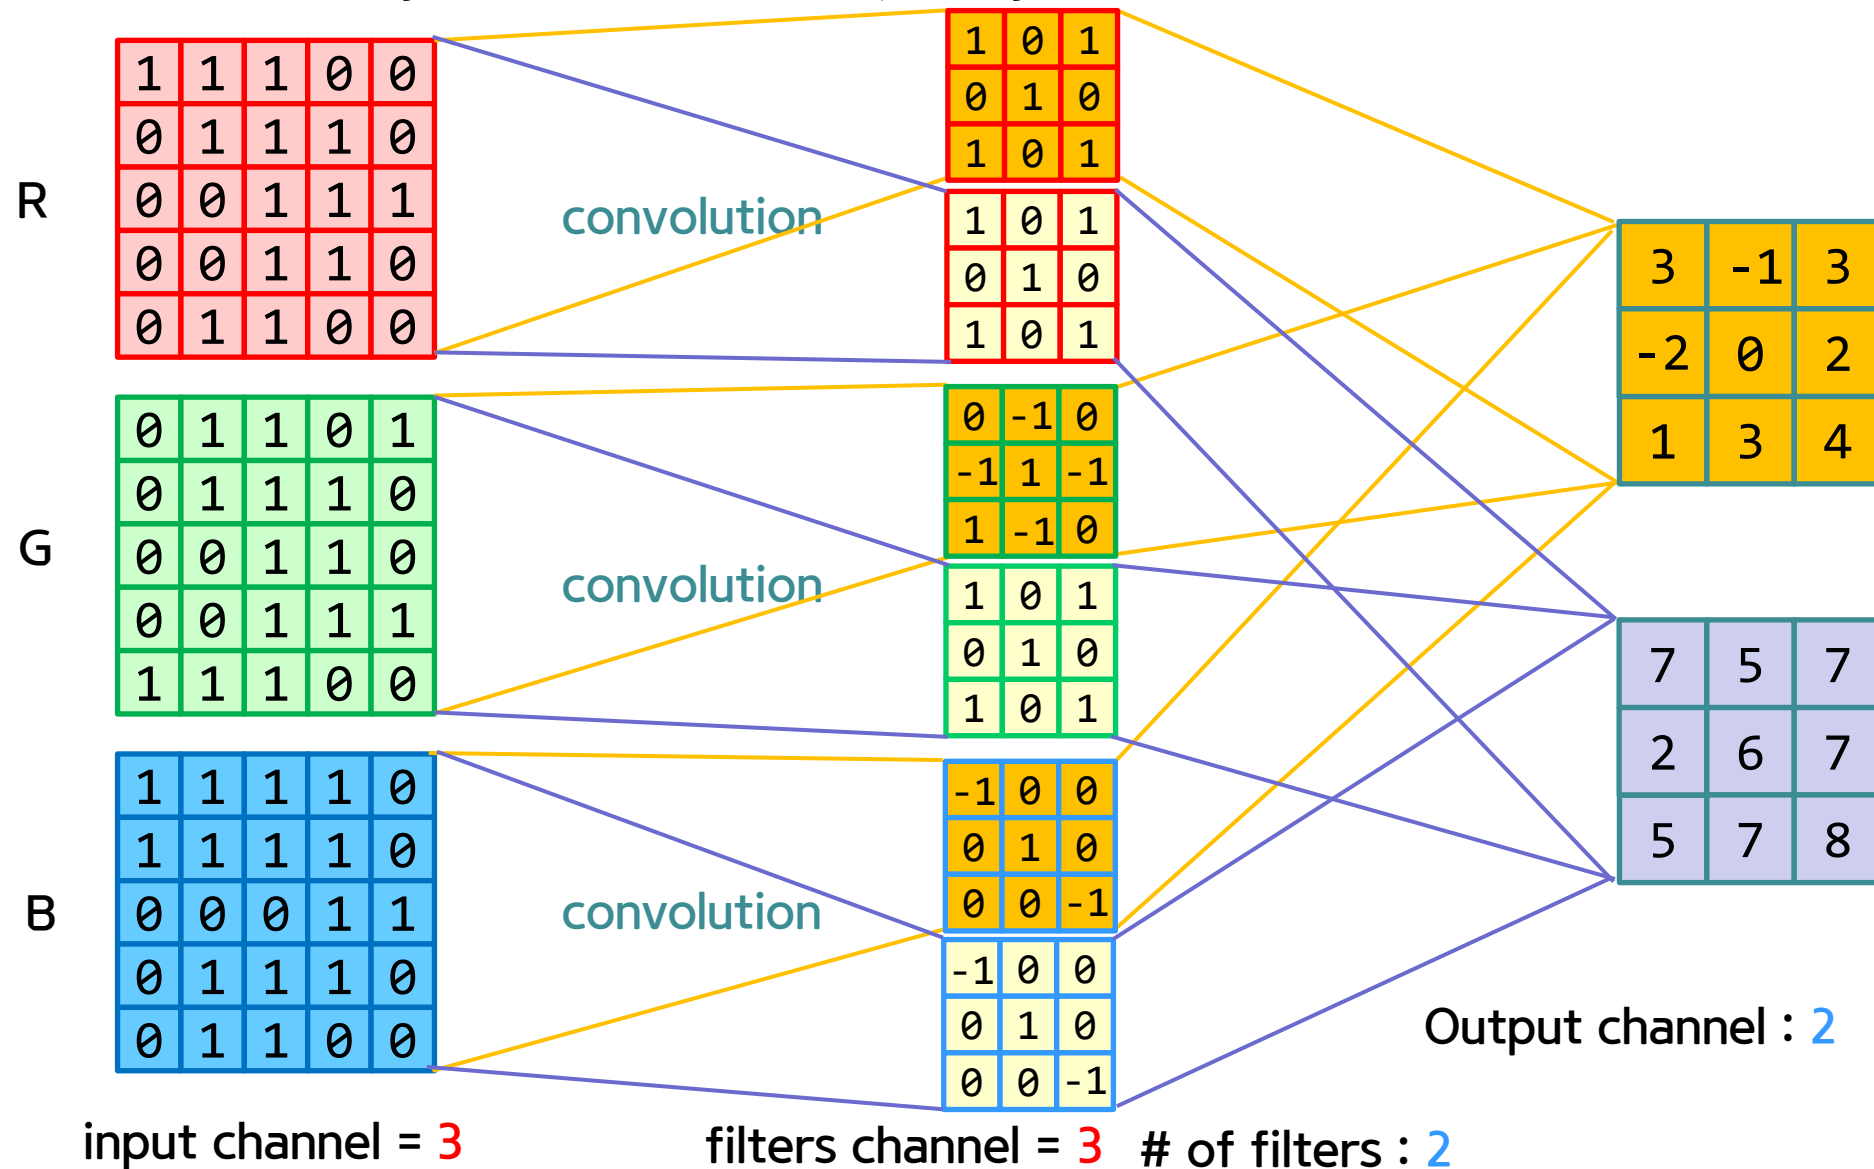 R
1 1 1 0 0
0 1 1 1 0
0 0 1 1 1
0 0 1 1 0
0 1 1 0 0
convolution
1 0 1
0 1 0
1 0 1
1 0 1
0 1 0
1 0 1
G
0 1 1 0 1
0 1 1 1 0
0 0 1 1 0
0 0 1 1 1
1 1 1 0 0
convolution
0 -1 0
-1 1 -1
1 -1 0
1 0 1
0 1 0
1 0 1
B
1 1 1 1 0
1 1 1 1 0
0 0 0 1 1
0 1 1 1 0
0 1 1 0 0
convolution
-1 0 0
0 1 0
0 0 -1
-1 0 0
0 1 0
0 0 -1
3 -1 3
-2 0 2
1 3 4
7 5 7
2 6 7
5 7 8
Output channel : 2
input channel = 3
filters channel = 3
# of filters : 2